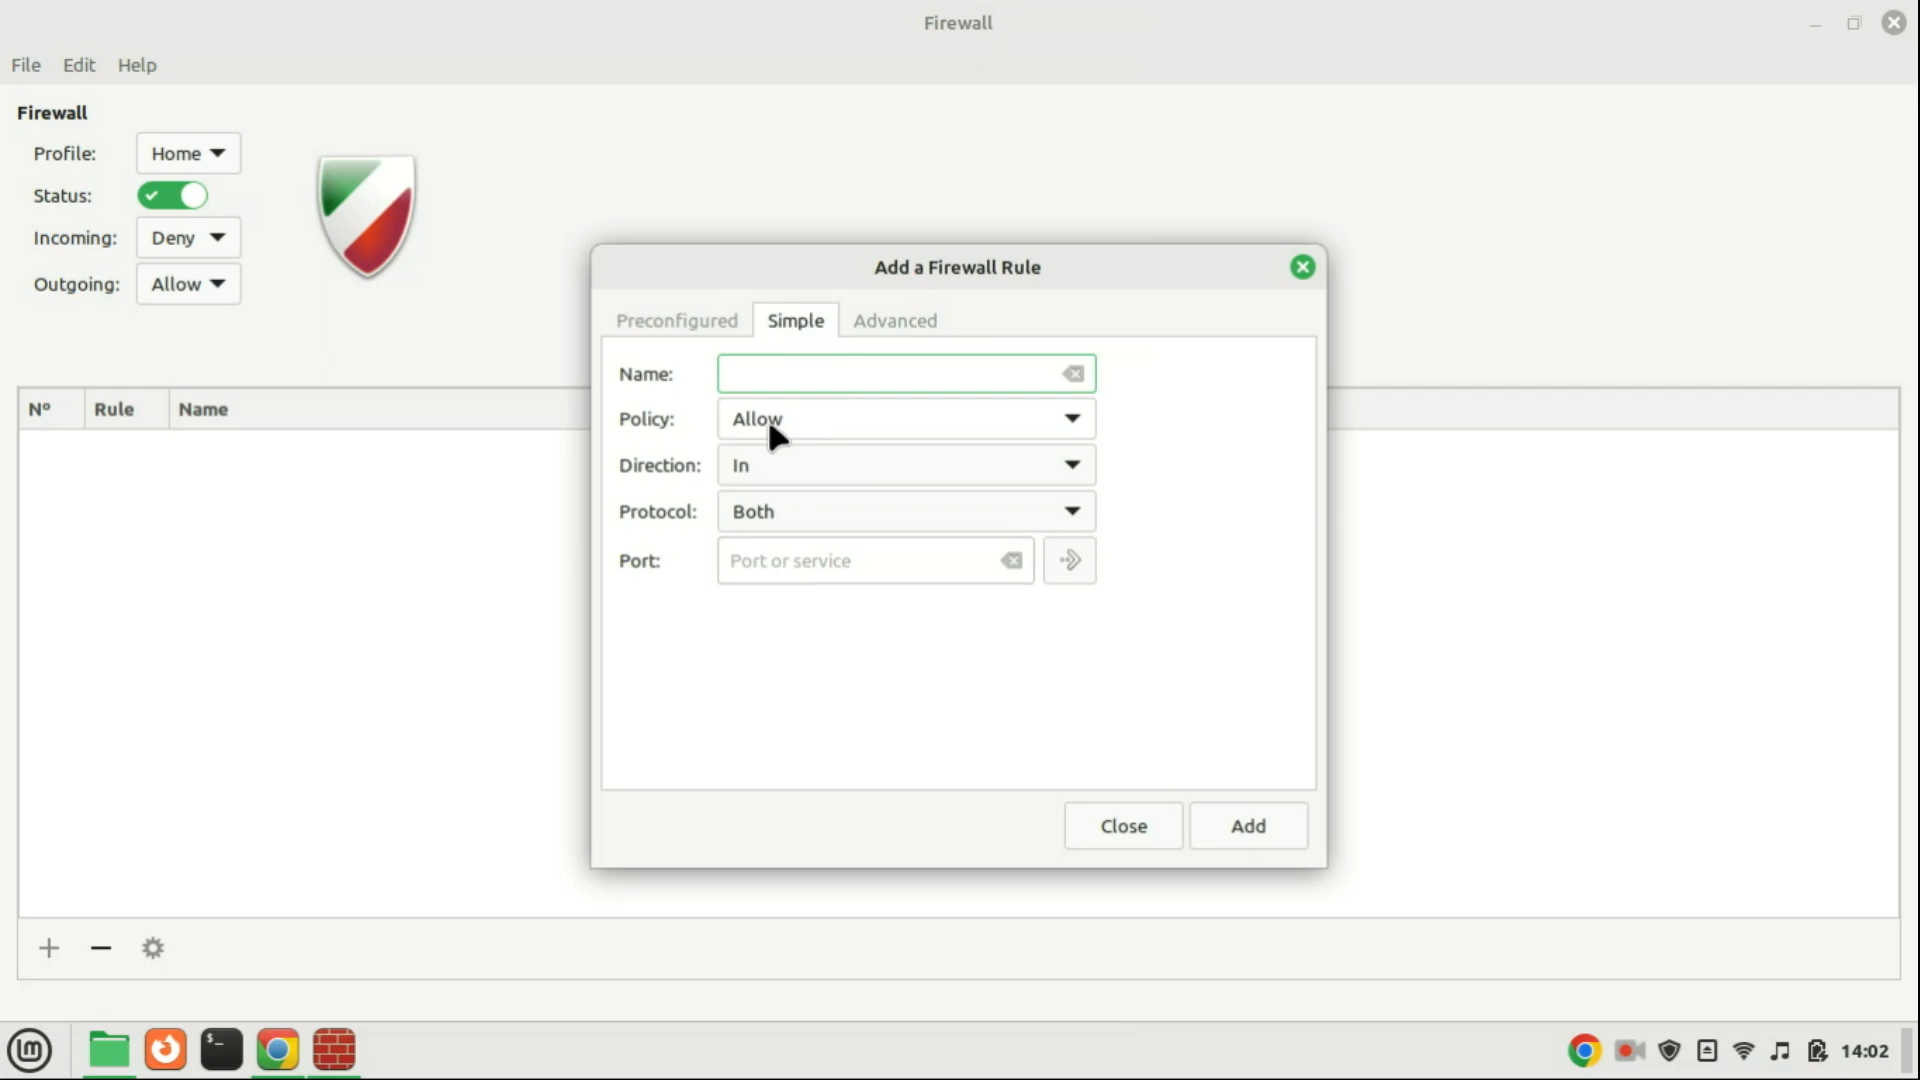 Firewall
File Edit Help
Firewall
Profile: Home
Status:
Incoming: Deny
Outgoing: Allow
Add a Firewall Rule
Preconfigured Simple Advanced
Name:
Policy: Allow
Direction: In
Protocol: Both
Port: Port or service
Close Add
Nº Rule Name
$_
lm
14:02